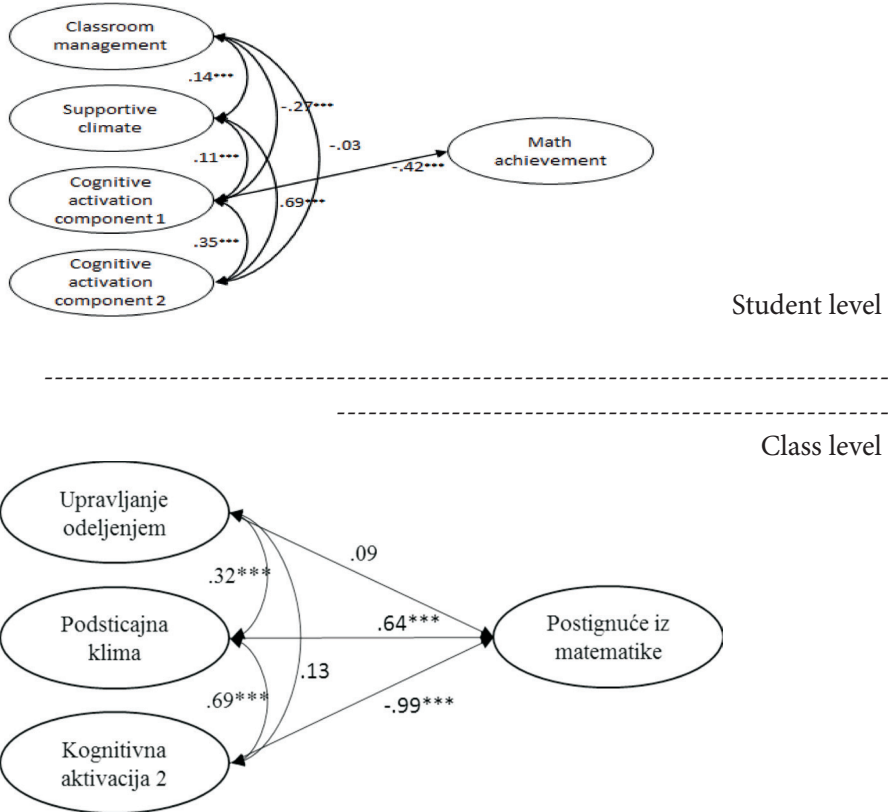 Classroom
management
.14***
Supportive
climate
-.27***
-.03
Math
achievement
.11***
-.42***
Cognitive
activation
component 1
.69***
.35***
Cognitive
activation
component 2
Student level
Class level
Upravljanje
odeljenjem
.09
.32***
Podsticajna
klima
.64***
Postignuće iz
matematike
.13
.69***
-.99***
Kognitivna
aktivacija 2